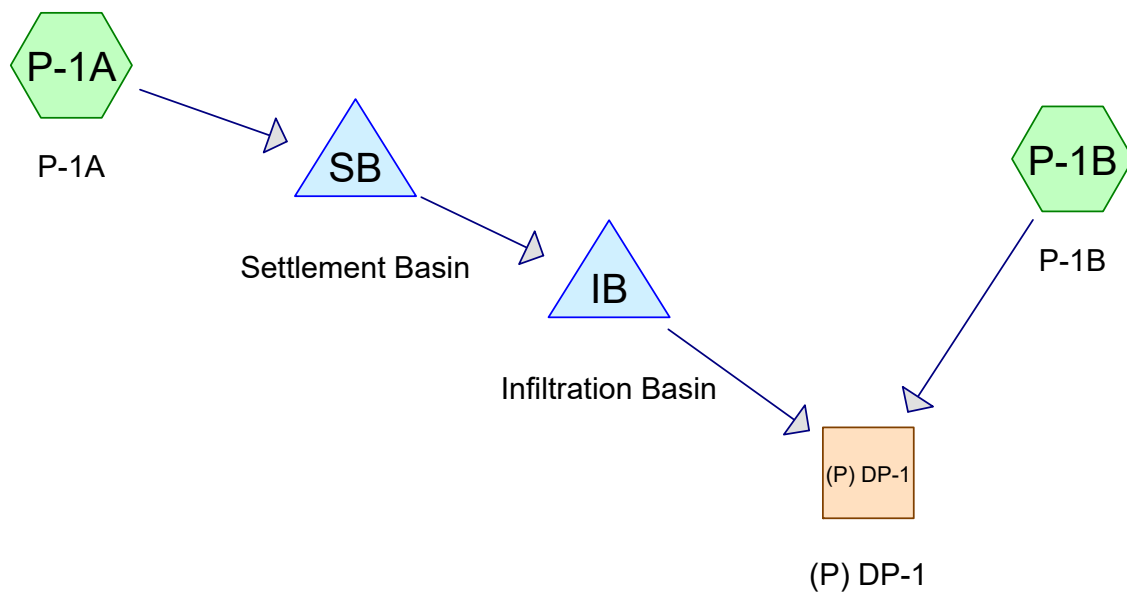 P-1A
P-1A
SB
Settlement Basin
IB
Infiltration Basin
P-1B
P-1B
(P) DP-1
(P) DP-1